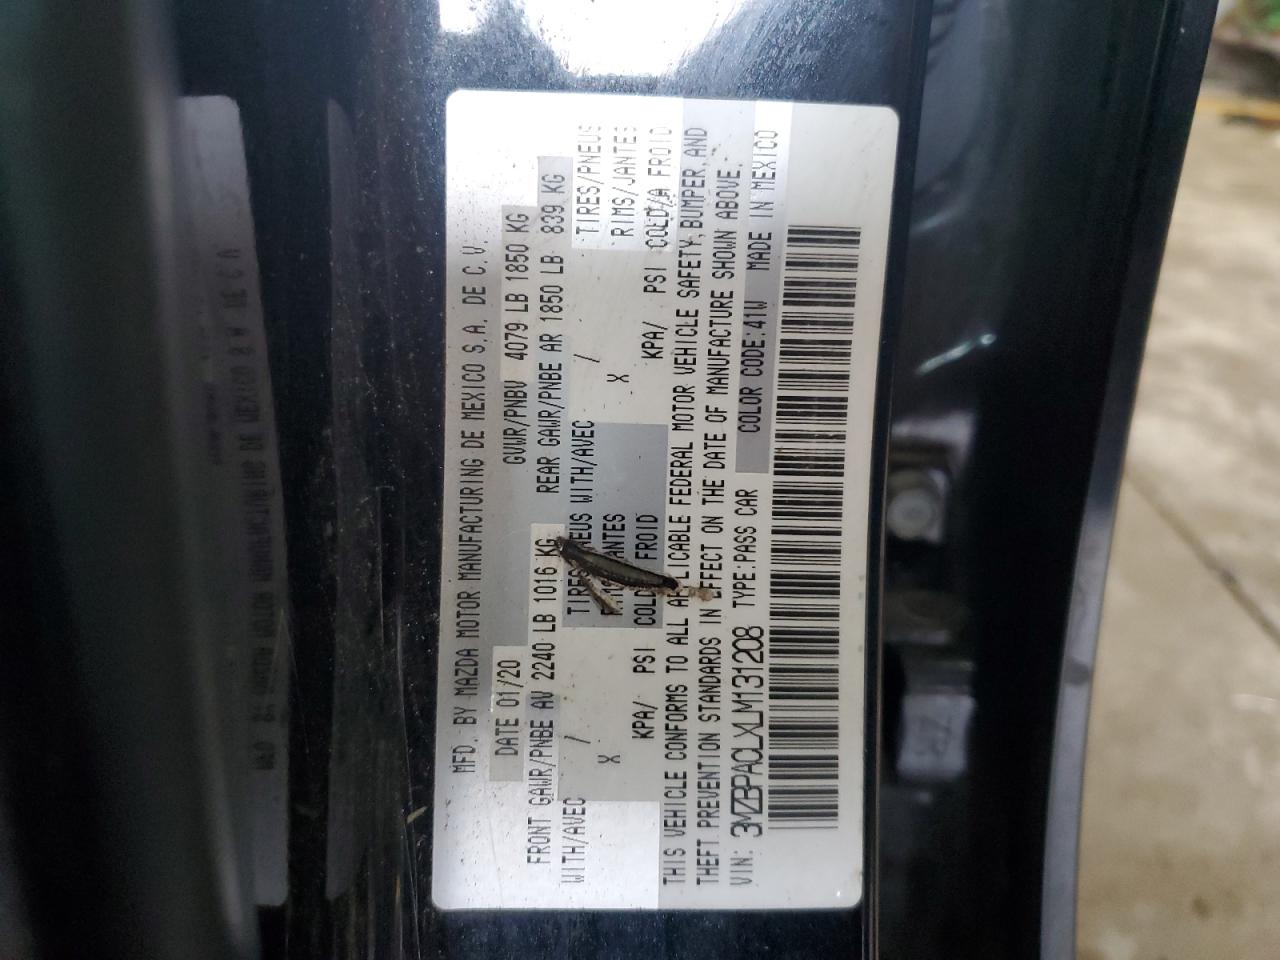 MFD. BY MAZDA MOTOR MANUFACTURING DE MEXICO S.A. DE C.V.
DATE 01/20 GVWR/PNBV 4079 LB 1850 KG
FRONT GAWR/PNBE AV 2240 LB 1016 KG REAR GAWR/PNBE AR 1850 LB 839 KG
WITH/AVEC / TIRES WITH/AVEC / TIRES/PNEUS
X X RIMS/JANTES
KPA/ PSI COLD FROID KPA/ PSI COLD/A FROID
THIS VEHICLE CONFORMS TO ALL APPLICABLE FEDERAL MOTOR VEHICLE SAFETY, BUMPER, AND
THEFT PREVENTION STANDARDS IN EFFECT ON THE DATE OF MANUFACTURE SHOWN ABOVE.
VIN: 3MZBPACLXLM131208 TYPE:PASS CAR COLOR CODE:41W MADE IN MEXICO